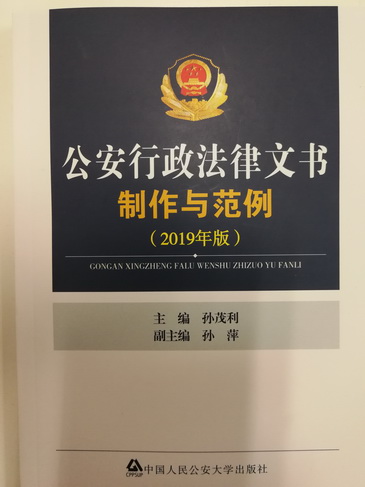 公安行政法律文书
制作与范例
（2019年版）
GONGAN XINGZHENG FALU WENSHU ZHIZUO YU FANLI
主 编 孙茂利
副主编 孙 萍
CPPSUP
中国人民公安大学出版社